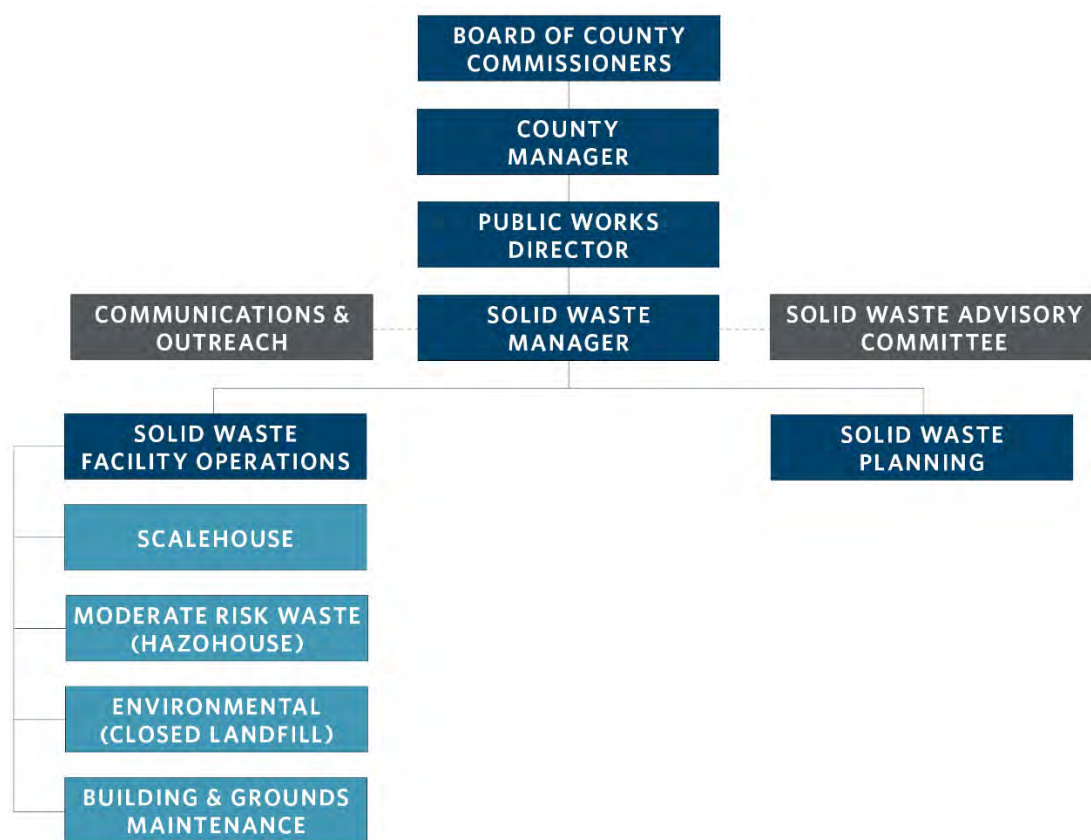 BOARD OF COUNTY
COMMISSIONERS
COUNTY
MANAGER
PUBLIC WORKS
DIRECTOR
COMMUNICATIONS &
OUTREACH
SOLID WASTE
MANAGER
SOLID WASTE ADVISORY
COMMITTEE
SOLID WASTE
FACILITY OPERATIONS
SOLID WASTE
PLANNING
SCALEHOUSE
MODERATE RISK WASTE
(HAZOHOUSE)
ENVIRONMENTAL
(CLOSED LANDFILL)
BUILDING & GROUNDS
MAINTENANCE